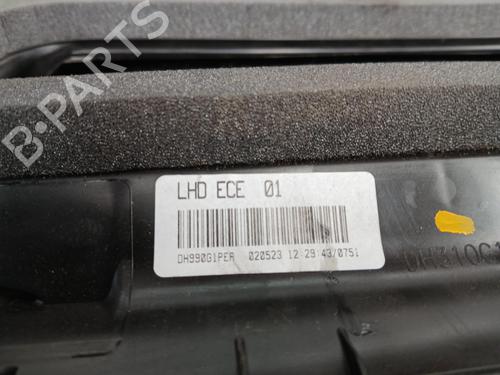 B-PARTS
LHD ECE 01
DH990G1PER 020523 12:29:43/0751